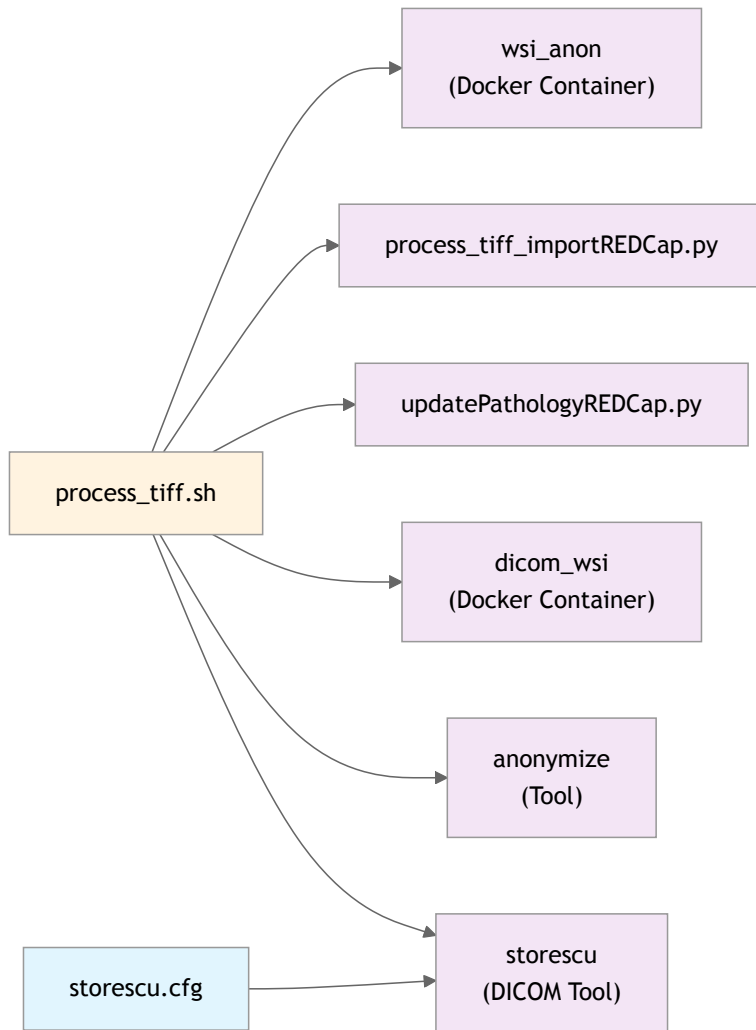 wsi_anon
(Docker Container)
process_tiff_importREDCap.py
updatePathologyREDCap.py
process_tiff.sh
dicom_wsi
(Docker Container)
anonymize
(Tool)
storescu
(DICOM Tool)
storescu.cfg